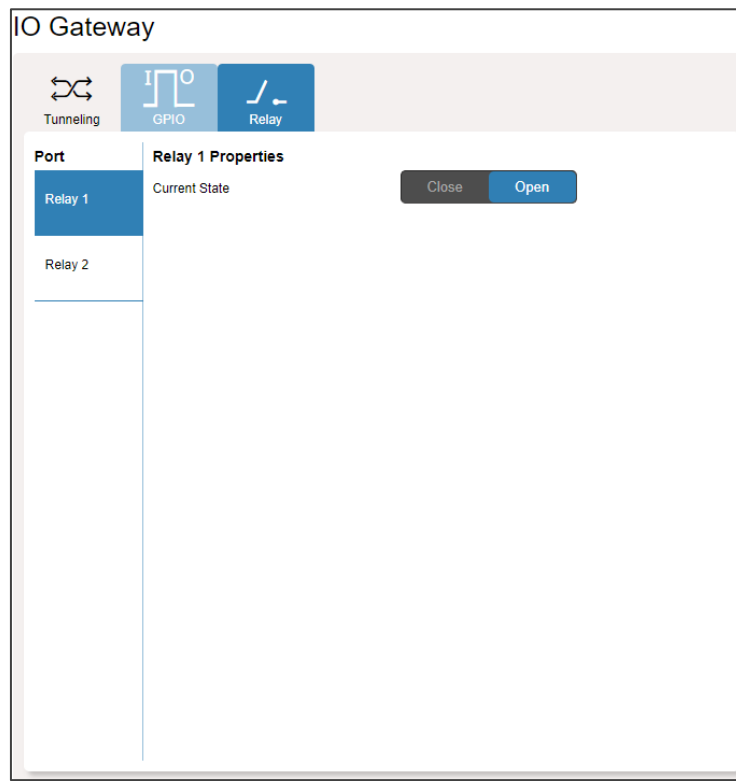 IO Gateway
I O
Tunneling GPIO Relay
Port Relay 1 Properties
Relay 1 Current State Close Open
Relay 2